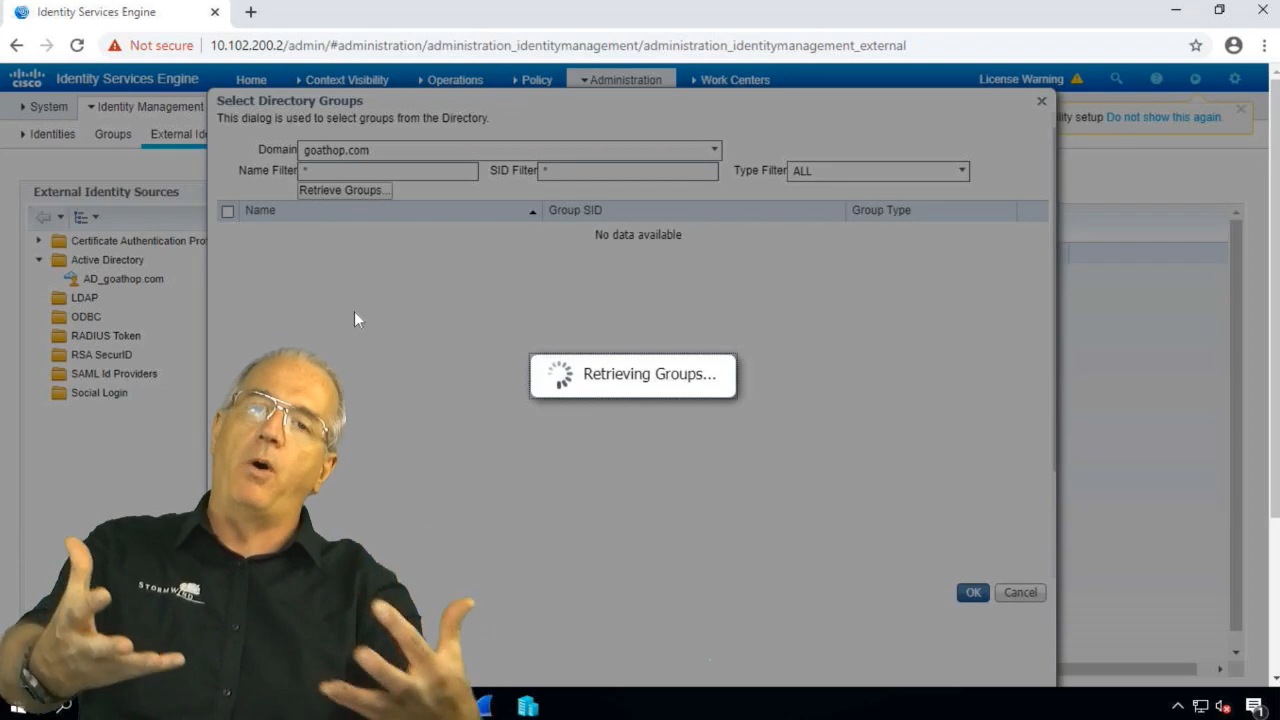 Identity Services Engine
Not secure 10.102.200.2/admin/#administration/administration_identitymanagement/administration_identitymanagement_external
CISCO Identity Services Engine Home Context Visibility Operations Policy Administration Work Centers License Warning
System Identity Management
ity setup Do not show this again.
Identities Groups External Ide
Select Directory Groups
This dialog is used to select groups from the Directory.
Domain goathop.com
Name Filter * SID Filter * Type Filter ALL
Retrieve Groups...
Name Group SID Group Type
No data available
External Identity Sources
Certificate Authentication Prof
Active Directory
AD_goathop.com
LDAP
ODBC
RADIUS Token
RSA SecurID
SAML Id Providers
Social Login
Retrieving Groups...
OK Cancel
STORMWIND
1